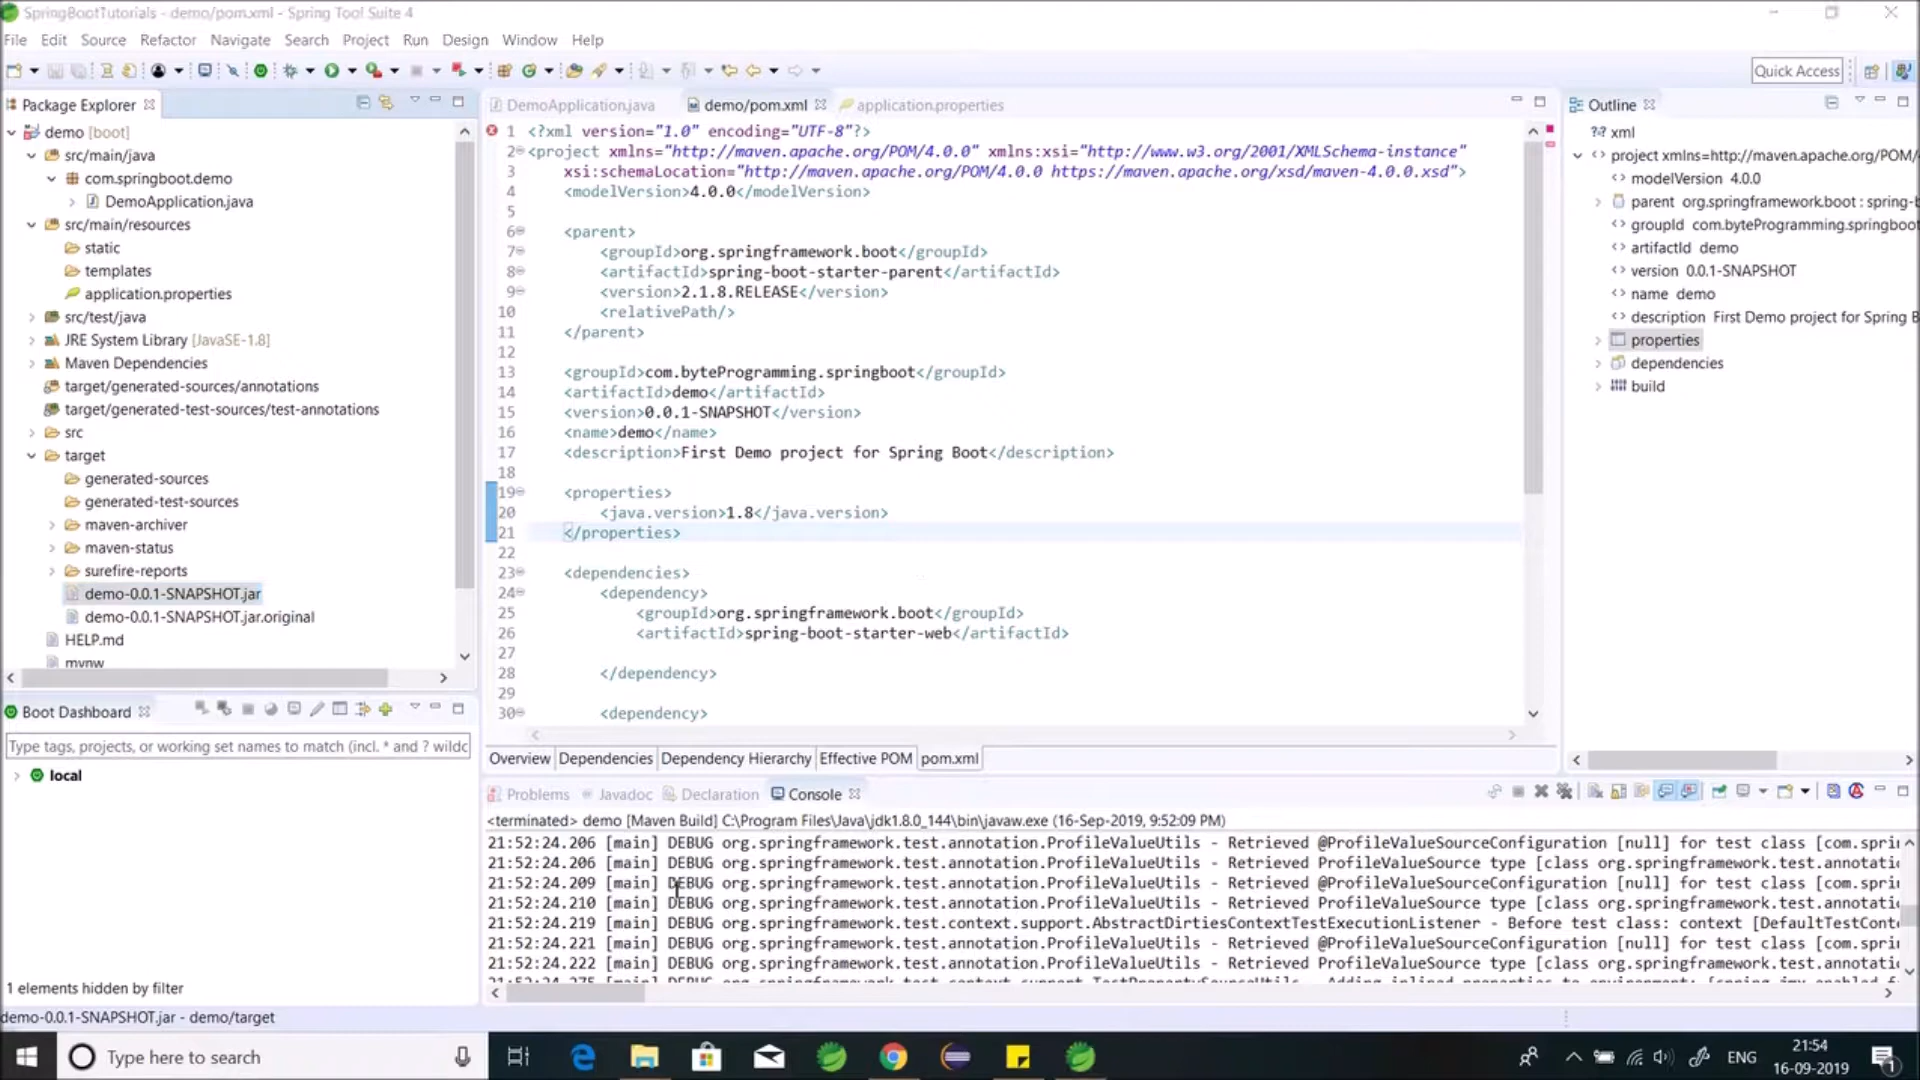 SpringBootTutorials - demo/pom.xml - Spring Tool Suite 4
File Edit Source Refactor Navigate Search Project Run Design Window Help
Quick Access
Package Explorer
demo [boot]
src/main/java
com.springboot.demo
DemoApplication.java
src/main/resources
static
templates
application.properties
src/test/java
JRE System Library [JavaSE-1.8]
Maven Dependencies
target/generated-sources/annotations
target/generated-test-sources/test-annotations
src
target
generated-sources
generated-test-sources
maven-archiver
maven-status
surefire-reports
demo-0.0.1-SNAPSHOT.jar
demo-0.0.1-SNAPSHOT.jar.original
HELP.md
mvnw
DemoApplication.java demo/pom.xml application.properties
1 <?xml version="1.0" encoding="UTF-8"?>
2 <project xmlns="http://maven.apache.org/POM/4.0.0" xmlns:xsi="http://www.w3.org/2001/XMLSchema-instance"
3 xsi:schemaLocation="http://maven.apache.org/POM/4.0.0 https://maven.apache.org/xsd/maven-4.0.0.xsd">
4 <modelVersion>4.0.0</modelVersion>
5
6 <parent>
7 <groupId>org.springframework.boot</groupId>
8 <artifactId>spring-boot-starter-parent</artifactId>
9 <version>2.1.8.RELEASE</version>
10 <relativePath/>
11 </parent>
12
13 <groupId>com.byteProgramming.springboot</groupId>
14 <artifactId>demo</artifactId>
15 <version>0.0.1-SNAPSHOT</version>
16 <name>demo</name>
17 <description>First Demo project for Spring Boot</description>
18
19 <properties>
20 <java.version>1.8</java.version>
21 </properties>
22
23 <dependencies>
24 <dependency>
25 <groupId>org.springframework.boot</groupId>
26 <artifactId>spring-boot-starter-web</artifactId>
27
28 </dependency>
29
30 <dependency>
Overview Dependencies Dependency Hierarchy Effective POM pom.xml
Outline
?? xml
project xmlns=http://maven.apache.org/POM/
modelVersion 4.0.0
parent org.springframework.boot : spring-b
groupId com.byteProgramming.springboot
artifactId demo
version 0.0.1-SNAPSHOT
name demo
description First Demo project for Spring B
properties
dependencies
build
Boot Dashboard
Type tags, projects, or working set names to match (incl. * and ? wildc
local
1 elements hidden by filter
Problems Javadoc Declaration Console
<terminated> demo [Maven Build] C:\Program Files\Java\jdk1.8.0_144\bin\javaw.exe (16-Sep-2019, 9:52:09 PM)
21:52:24.206 [main] DEBUG org.springframework.test.annotation.ProfileValueUtils - Retrieved @ProfileValueSourceConfiguration [null] for test class [com.spri
21:52:24.206 [main] DEBUG org.springframework.test.annotation.ProfileValueUtils - Retrieved ProfileValueSource type [class org.springframework.test.annotati
21:52:24.209 [main] DEBUG org.springframework.test.annotation.ProfileValueUtils - Retrieved @ProfileValueSourceConfiguration [null] for test class [com.spri
21:52:24.210 [main] DEBUG org.springframework.test.annotation.ProfileValueUtils - Retrieved ProfileValueSource type [class org.springframework.test.annotati
21:52:24.219 [main] DEBUG org.springframework.test.context.support.AbstractDirtiesContextTestExecutionListener - Before test class: context [DefaultTestCont
21:52:24.221 [main] DEBUG org.springframework.test.annotation.ProfileValueUtils - Retrieved @ProfileValueSourceConfiguration [null] for test class [com.spri
21:52:24.222 [main] DEBUG org.springframework.test.annotation.ProfileValueUtils - Retrieved ProfileValueSource type [class org.springframework.test.annotati
21:52:24.275 [main] DEBUG org.springframework.test.context.support.TestPropertySourceUtils - Adding inlined properties to environment: {spring.jmx.enabled
demo-0.0.1-SNAPSHOT.jar - demo/target
Type here to search
ENG
21:54
16-09-2019
1